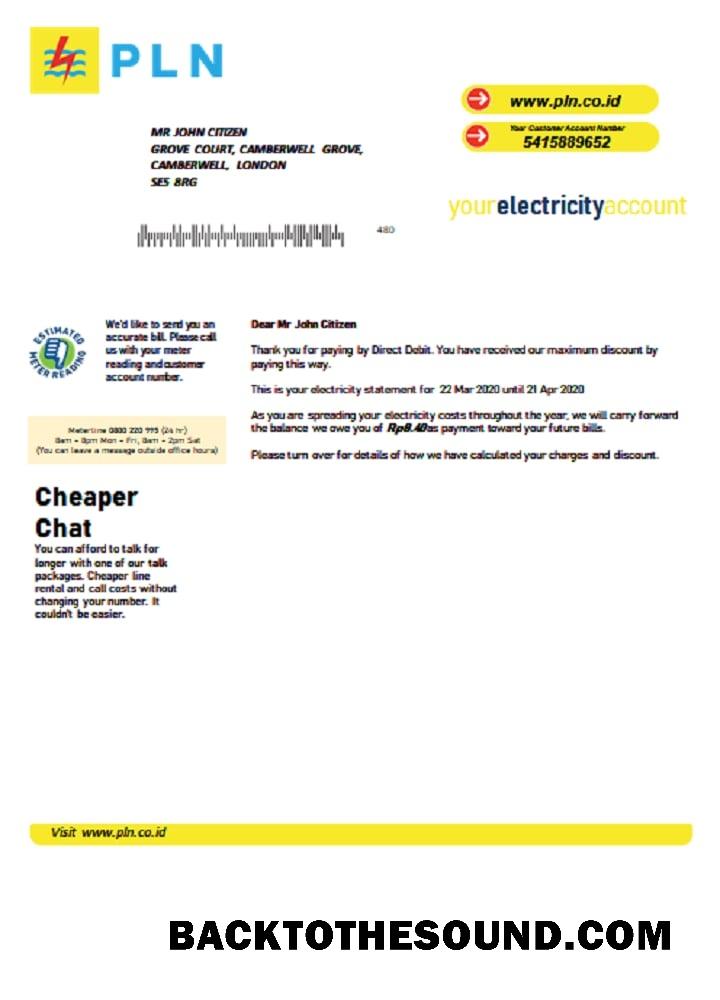 PLN
www.pln.co.id
Your Customer Account Number
5415889652
MR JOHN CITIZEN
GROVE COURT, CAMBERWELL GROVE,
CAMBERWELL, LONDON
SE5 8RG
yourelectricityaccount
480
ESTIMATED
METER READING
We'd like to send you an
accurate bill. Please call
us with your meter
reading and customer
account number.
Dear Mr John Citizen
Thank you for paying by Direct Debit. You have received our maximum discount by
paying this way.
This is your electricity statement for 22 Mar 2020 until 21 Apr 2020
As you are spreading your electricity costs throughout the year, we will carry forward
the balance we owe you of Rp8.40as payment toward your future bills.
Please turn over for details of how we have calculated your charges and discount.
Meterline 0800 220 995 (24 hr)
8am - 8pm Mon - Fri, 8am - 2pm Sat
(You can leave a message outside office hours)
Cheaper
Chat
You can afford to talk for
longer with one of our talk
packages. Cheaper line
rental and call costs without
changing your number. It
couldn't be easier.
Visit www.pln.co.id
BACKTOTHESOUND.COM